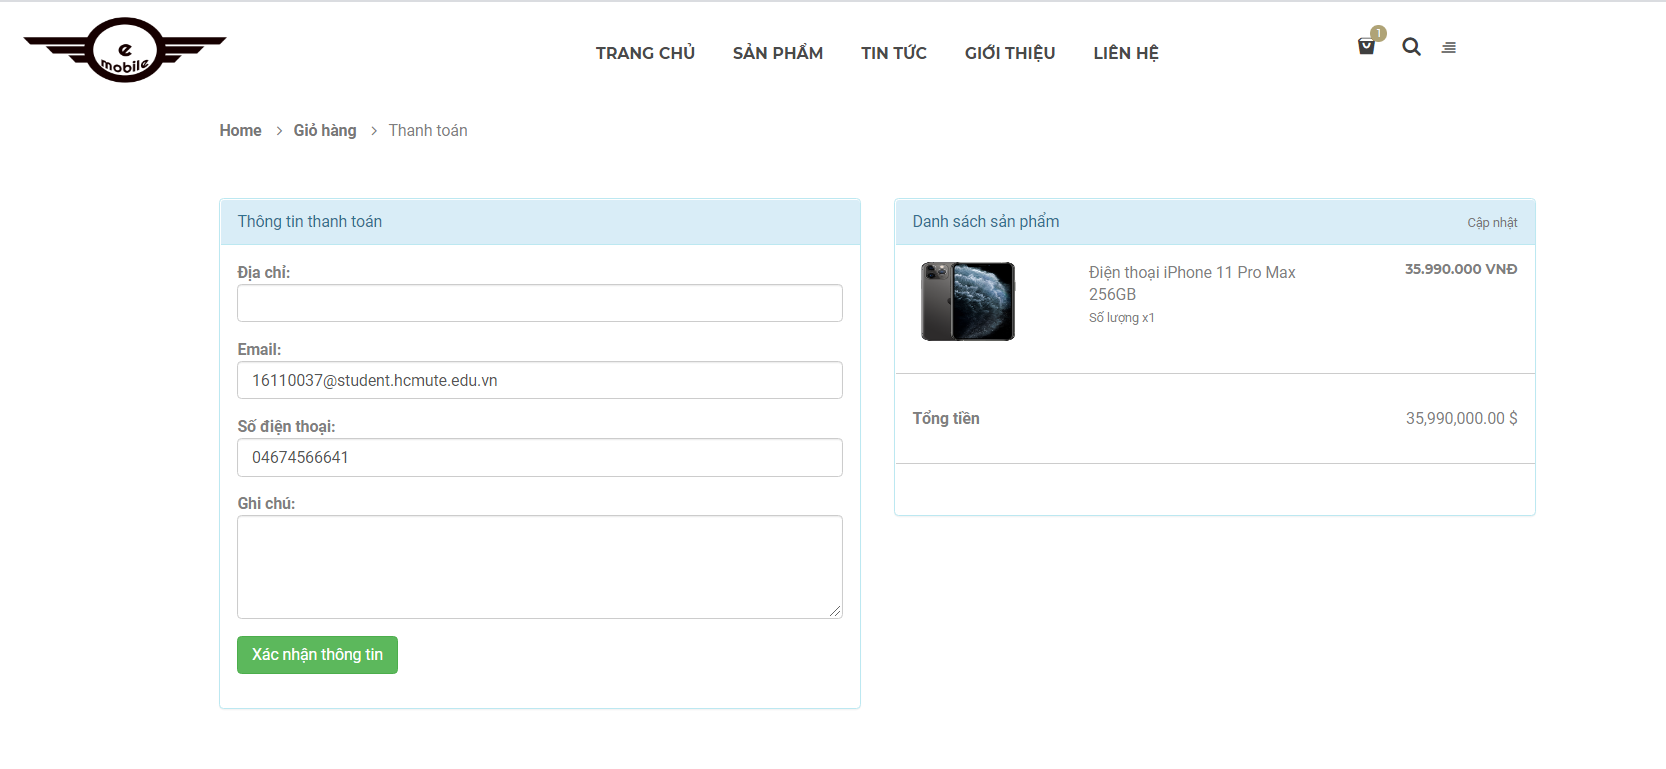 e
mobile
TRANG CHỦ
SẢN PHẨM
TIN TỨC
GIỚI THIỆU
LIÊN HỆ
1
Home > Giỏ hàng > Thanh toán
Thông tin thanh toán
Địa chỉ:
Email:
16110037@student.hcmute.edu.vn
Số điện thoại:
04674566641
Ghi chú:
Xác nhận thông tin
Danh sách sản phẩm
Cập nhật
Điện thoại iPhone 11 Pro Max
256GB
Số lượng x1
35.990.000 VNĐ
Tổng tiền
35,990,000.00 $